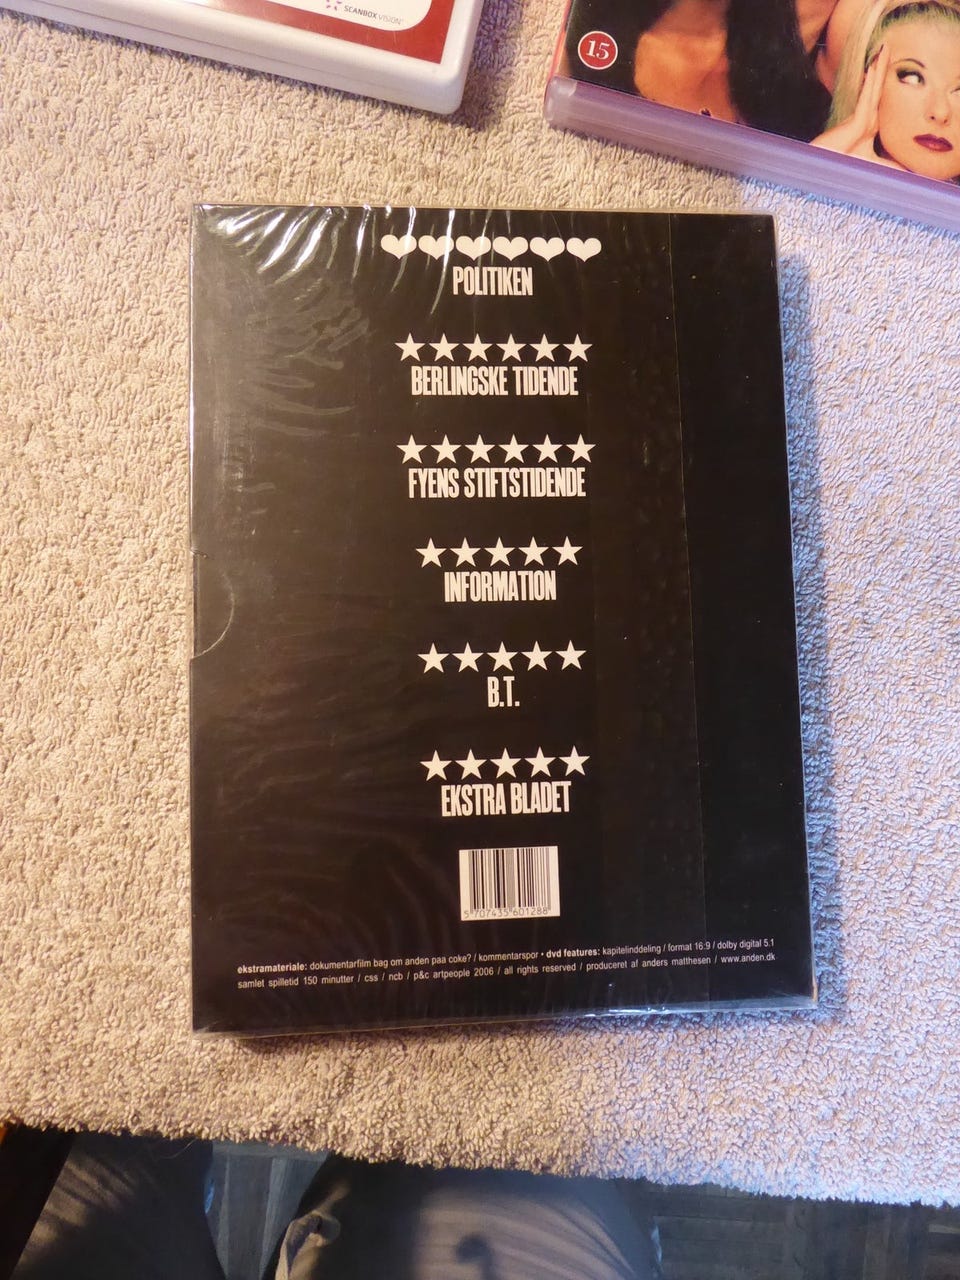 SCANBOX VISION
15
POLITIKEN
BERLINGSKE TIDENDE
FYENS STIFTSTIDENDE
INFORMATION
B.T.
EKSTRA BLADET
5 707435 601288
ekstramateriale: dokumentarfilm bag om anden paa coke? / kommentarspor • dvd features: kapitelinddeling / format 16:9 / dolby digital 5.1
samlet spilletid 150 minutter / css / ncb / p&c artpeople 2006 / all rights reserved / produceret af anders matthesen / www.anden.dk